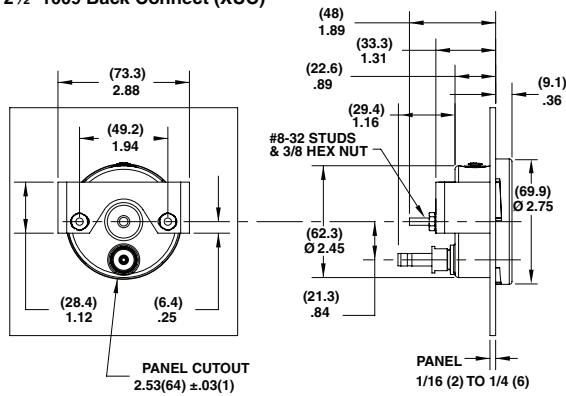 2½" 1009 Back Connect (XUC)
(48)
1.89
(33.3)
1.31
(22.6)
.89
(9.1)
.36
(29.4)
1.16
#8-32 STUDS
& 3/8 HEX NUT
(73.3)
2.88
(49.2)
1.94
(69.9)
Ø 2.75
(62.3)
Ø 2.45
(28.4)
1.12
(6.4)
.25
(21.3)
.84
PANEL CUTOUT
2.53(64) ±.03(1)
PANEL
1/16 (2) TO 1/4 (6)